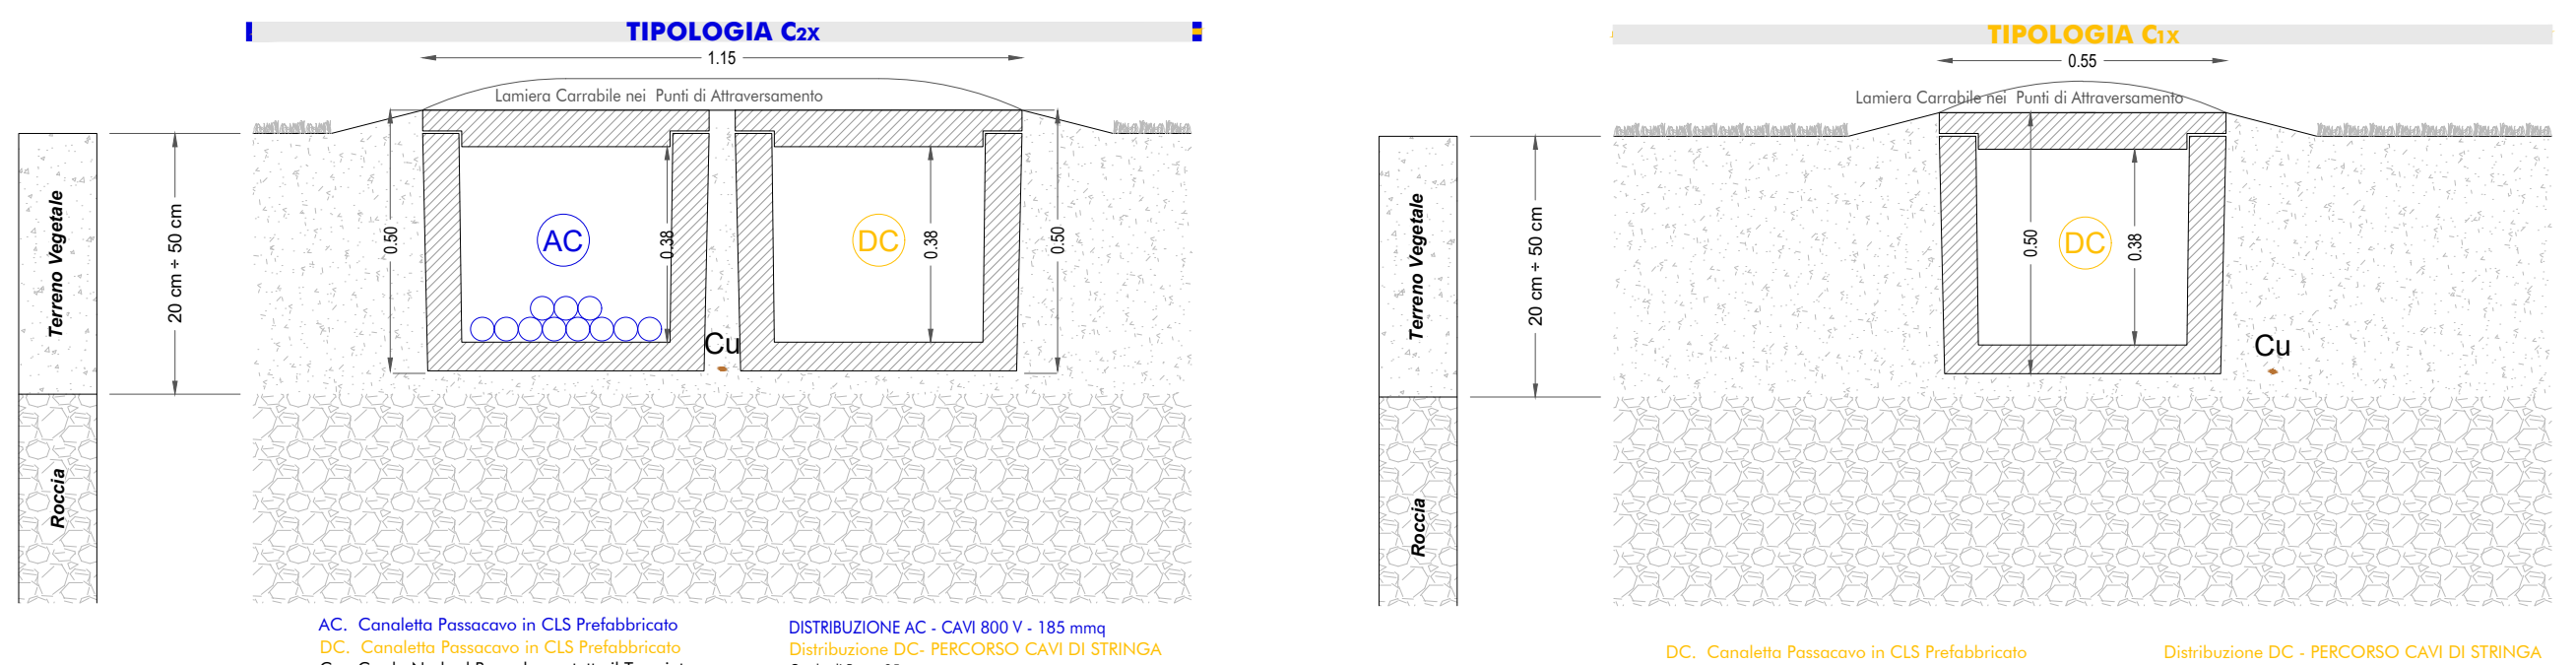 TIPOLOGIA C2X
1.15
Lamiera Carrabile nei Punti di Attraversamento
Terreno Vegetale
20 cm ÷ 50 cm
0.50
AC
0.38
DC
0.38
0.50
Cu
Roccia
AC. Canaletta Passacavo in CLS Prefabbricato
DISTRIBUZIONE AC - CAVI 800 V - 185 mmq
DC. Canaletta Passacavo in CLS Prefabbricato
Distribuzione DC- PERCORSO CAVI DI STRINGA
TIPOLOGIA C1X
0.55
Lamiera Carrabile nei Punti di Attraversamento
Terreno Vegetale
20 cm ÷ 50 cm
0.50
DC
0.38
Cu
Roccia
DC. Canaletta Passacavo in CLS Prefabbricato
Distribuzione DC - PERCORSO CAVI DI STRINGA